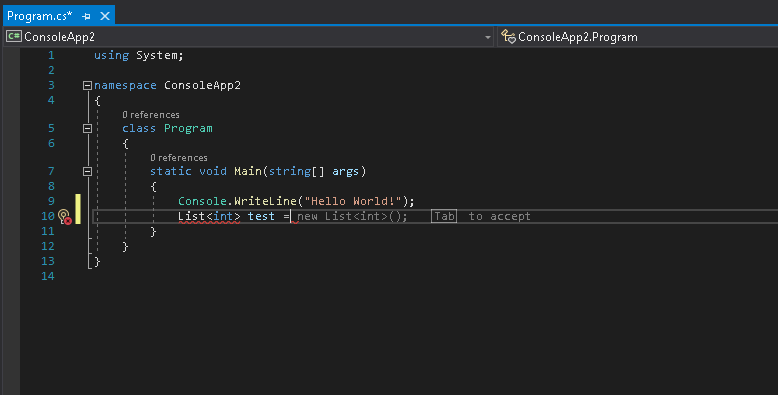 Program.cs*
C# ConsoleApp2 ConsoleApp2.Program
1 using System;
2
3 namespace ConsoleApp2
4 {
0 references
5 class Program
6 {
0 references
7 static void Main(string[] args)
8 {
9 Console.WriteLine("Hello World!");
10 List<int> test = new List<int>(); Tab to accept
11 }
12 }
13 }
14